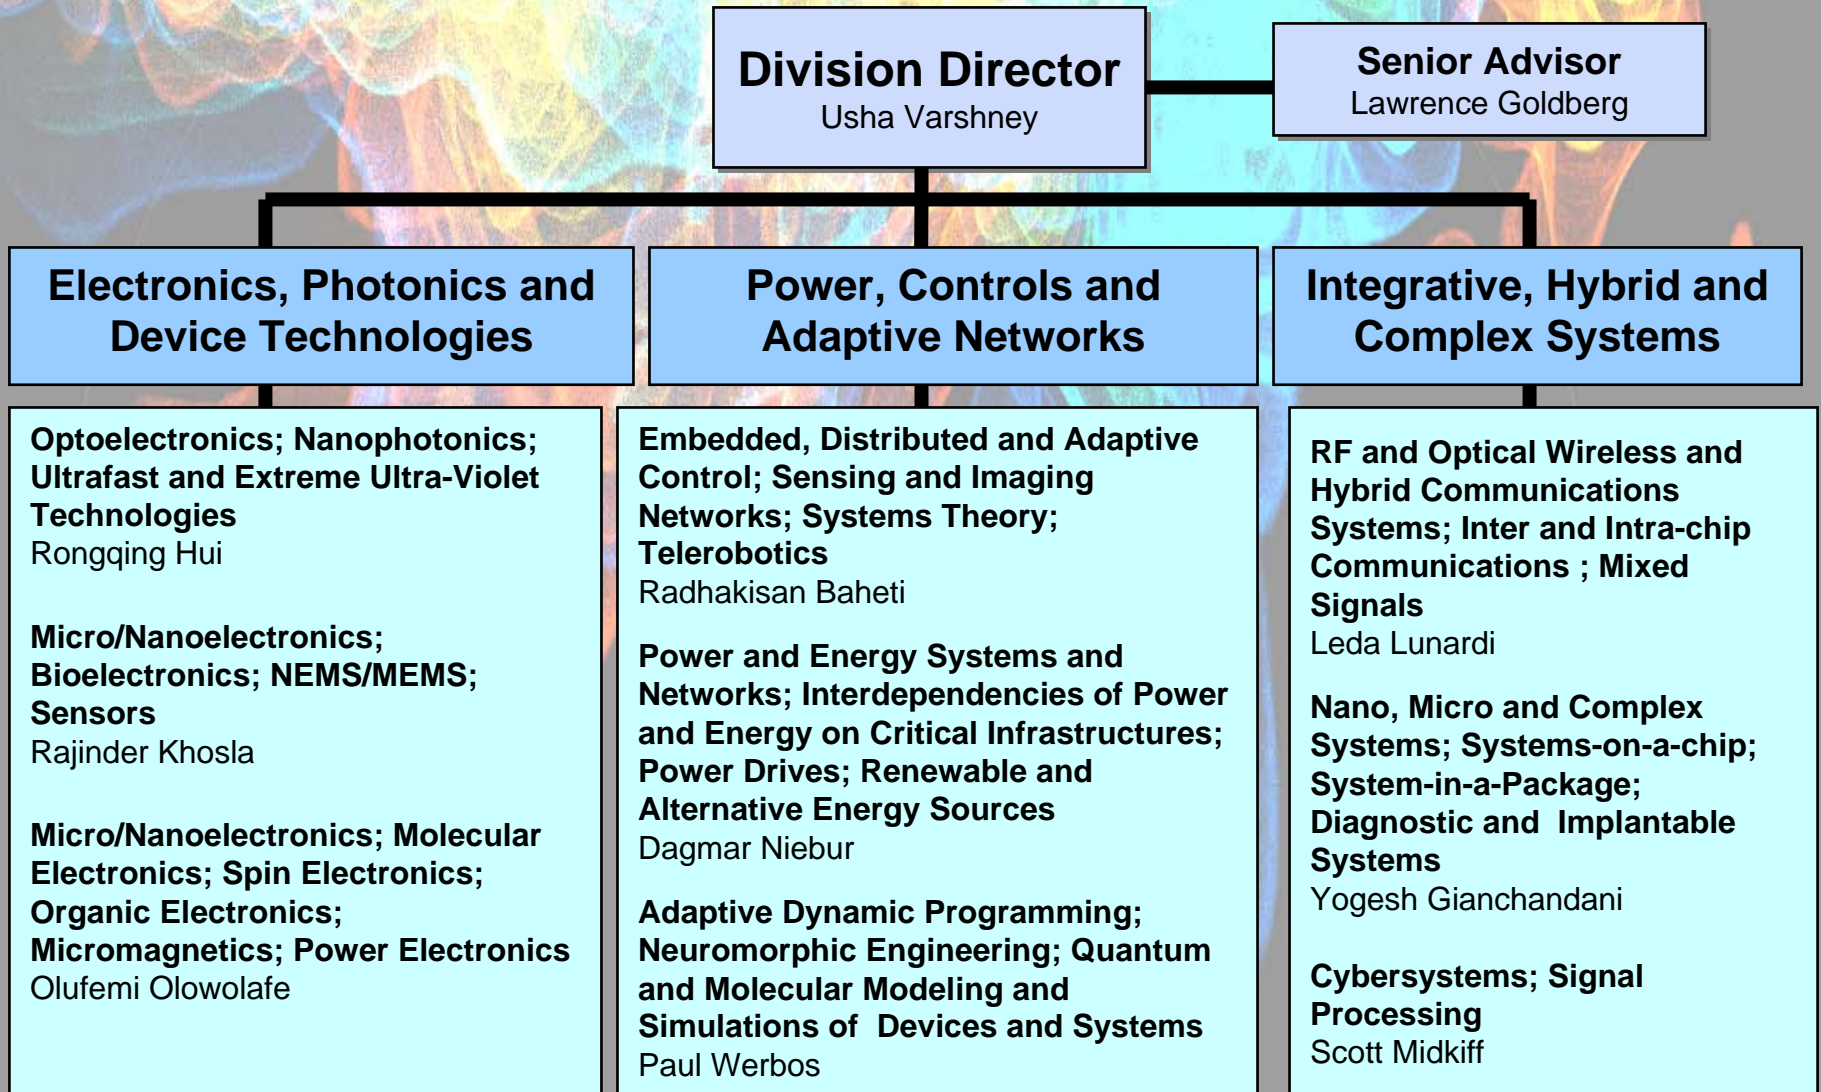 Division Director
Usha Varshney
Senior Advisor
Lawrence Goldberg
Electronics, Photonics and
Device Technologies
Power, Controls and
Adaptive Networks
Integrative, Hybrid and
Complex Systems
Optoelectronics; Nanophotonics;
Ultrafast and Extreme Ultra-Violet
Technologies
Rongqing Hui
Micro/Nanoelectronics;
Bioelectronics; NEMS/MEMS;
Sensors
Rajinder Khosla
Micro/Nanoelectronics; Molecular
Electronics; Spin Electronics;
Organic Electronics;
Micromagnetics; Power Electronics
Olufemi Olowolafe
Embedded, Distributed and Adaptive
Control; Sensing and Imaging
Networks; Systems Theory;
Telerobotics
Radhakisan Baheti
Power and Energy Systems and
Networks; Interdependencies of Power
and Energy on Critical Infrastructures;
Power Drives; Renewable and
Alternative Energy Sources
Dagmar Niebur
Adaptive Dynamic Programming;
Neuromorphic Engineering; Quantum
and Molecular Modeling and
Simulations of Devices and Systems
Paul Werbos
RF and Optical Wireless and
Hybrid Communications
Systems; Inter and Intra-chip
Communications ; Mixed
Signals
Leda Lunardi
Nano, Micro and Complex
Systems; Systems-on-a-chip;
System-in-a-Package;
Diagnostic and Implantable
Systems
Yogesh Gianchandani
Cybersystems; Signal
Processing
Scott Midkiff